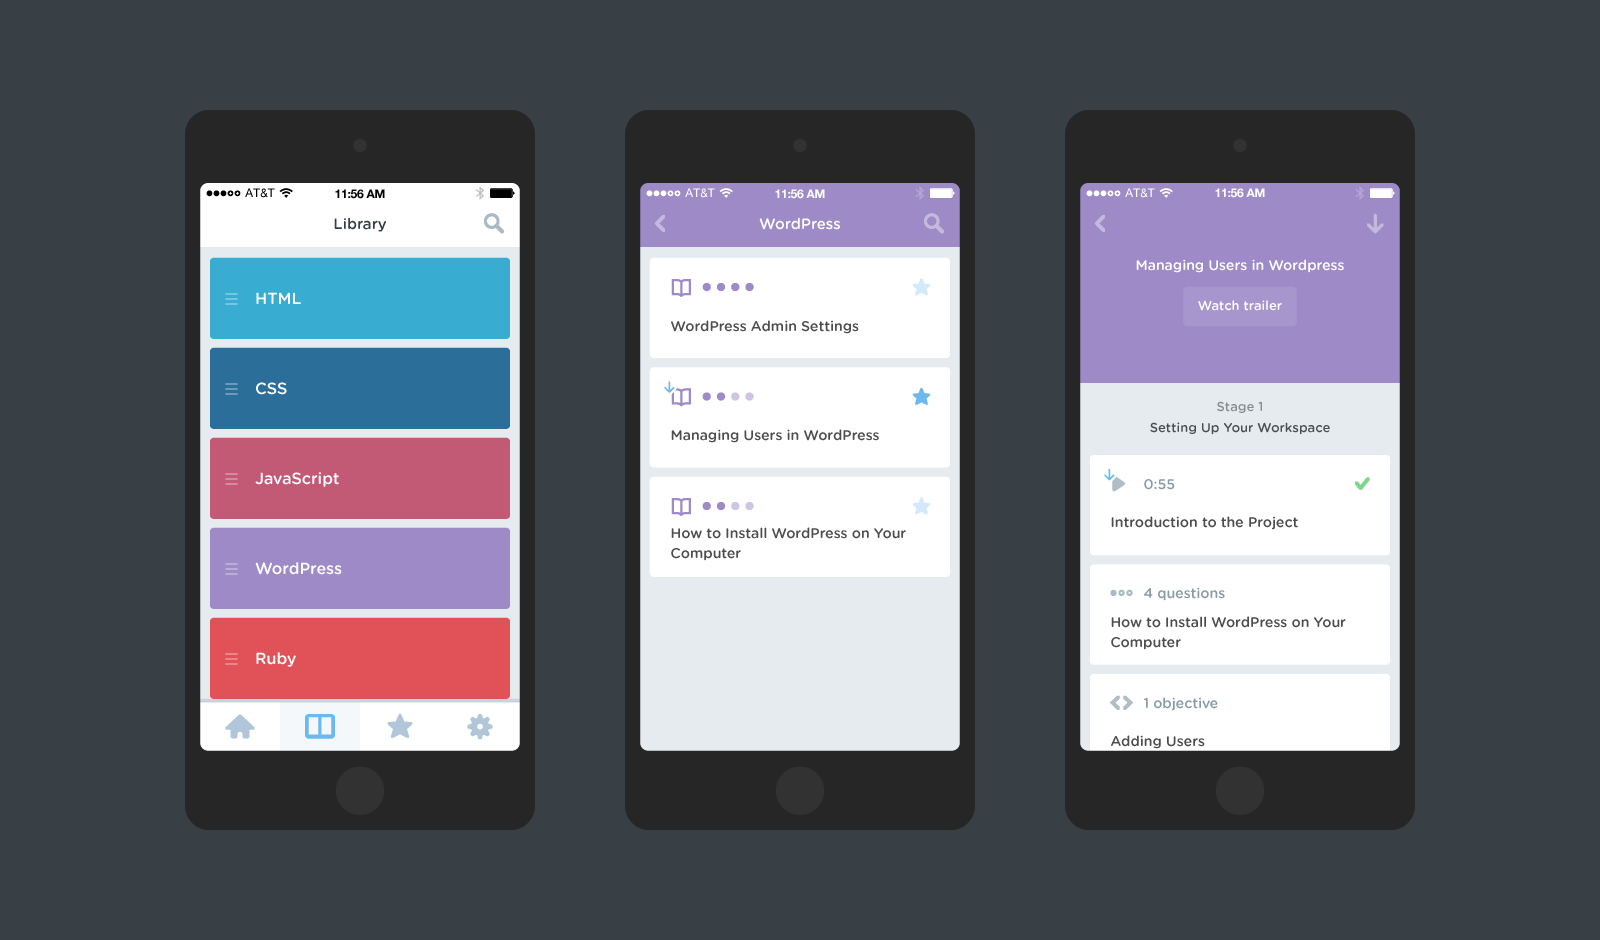 AT&T 11:56 AM
Library
HTML
CSS
JavaScript
WordPress
Ruby
AT&T 11:56 AM
WordPress
WordPress Admin Settings
Managing Users in WordPress
How to Install WordPress on Your
Computer
AT&T 11:56 AM
Managing Users in Wordpress
Watch trailer
Stage 1
Setting Up Your Workspace
0:55
Introduction to the Project
4 questions
How to Install WordPress on Your
Computer
1 objective
Adding Users